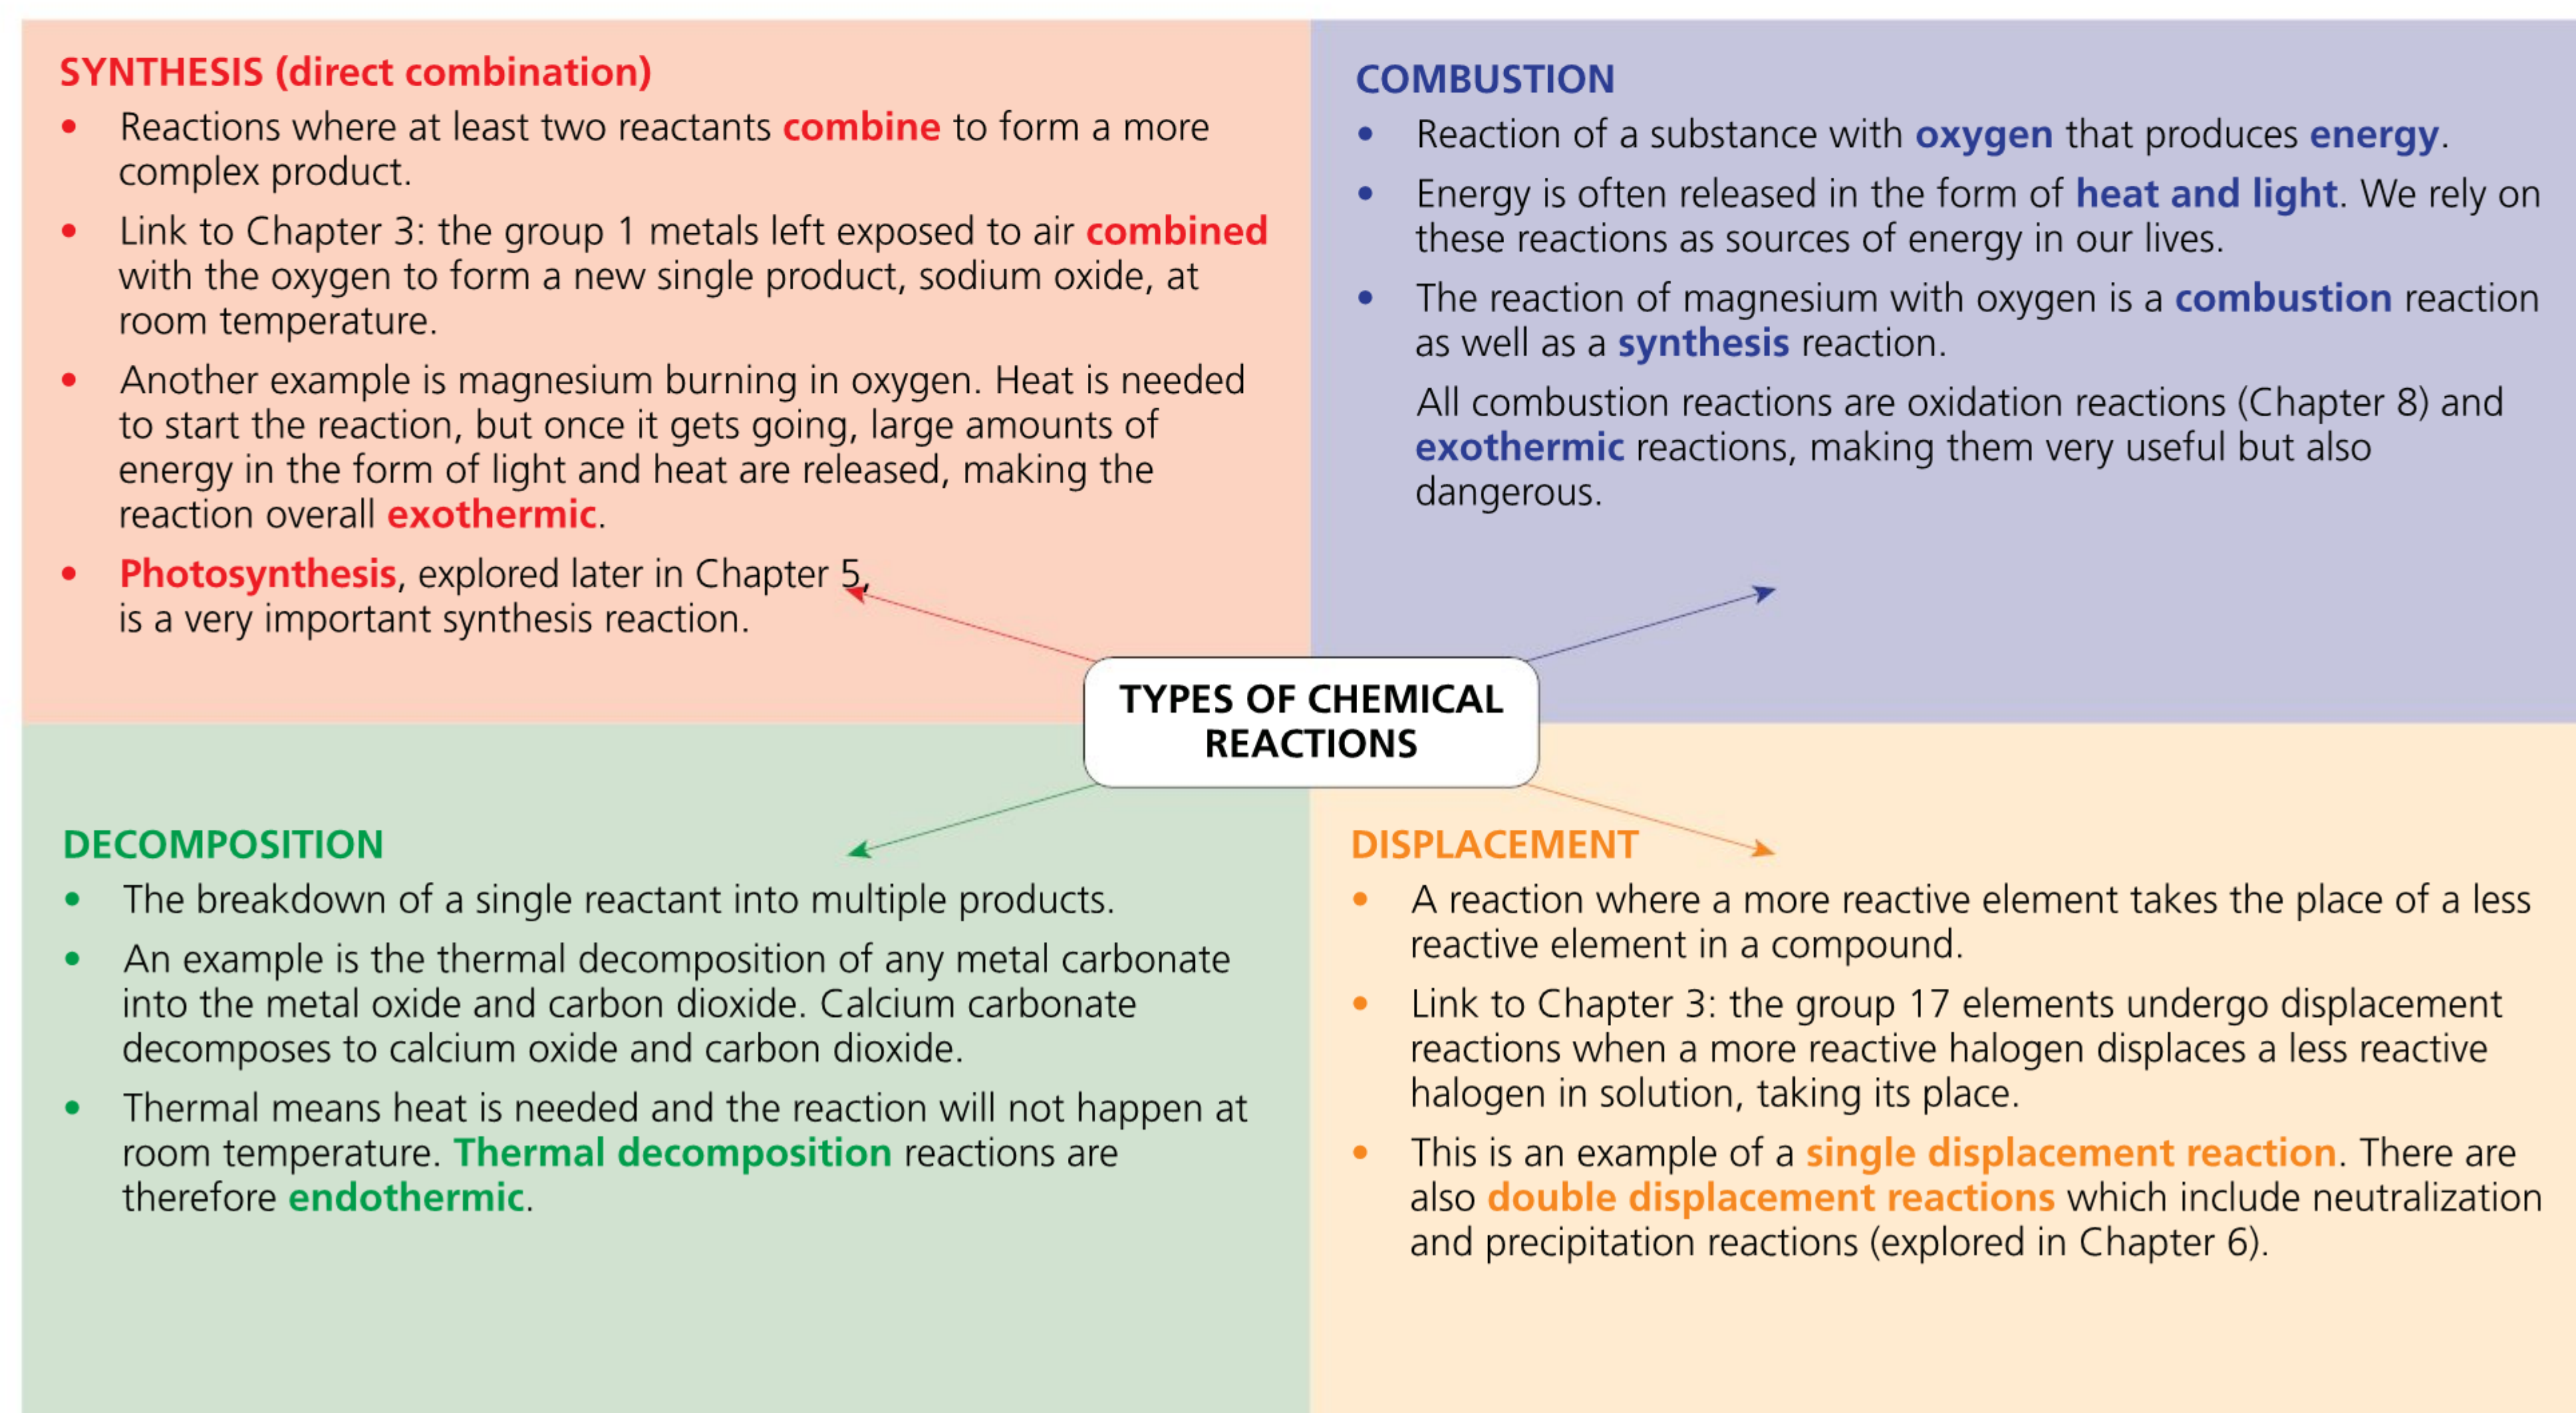 SYNTHESIS (direct combination)
• Reactions where at least two reactants combine to form a more
complex product.
• Link to Chapter 3: the group 1 metals left exposed to air combined
with the oxygen to form a new single product, sodium oxide, at
room temperature.
• Another example is magnesium burning in oxygen. Heat is needed
to start the reaction, but once it gets going, large amounts of
energy in the form of light and heat are released, making the
reaction overall exothermic.
• Photosynthesis, explored later in Chapter 5,
is a very important synthesis reaction.
COMBUSTION
• Reaction of a substance with oxygen that produces energy.
• Energy is often released in the form of heat and light. We rely on
these reactions as sources of energy in our lives.
• The reaction of magnesium with oxygen is a combustion reaction
as well as a synthesis reaction.
All combustion reactions are oxidation reactions (Chapter 8) and
exothermic reactions, making them very useful but also
dangerous.
TYPES OF CHEMICAL
REACTIONS
DECOMPOSITION
• The breakdown of a single reactant into multiple products.
• An example is the thermal decomposition of any metal carbonate
into the metal oxide and carbon dioxide. Calcium carbonate
decomposes to calcium oxide and carbon dioxide.
• Thermal means heat is needed and the reaction will not happen at
room temperature. Thermal decomposition reactions are
therefore endothermic.
DISPLACEMENT
• A reaction where a more reactive element takes the place of a less
reactive element in a compound.
• Link to Chapter 3: the group 17 elements undergo displacement
reactions when a more reactive halogen displaces a less reactive
halogen in solution, taking its place.
• This is an example of a single displacement reaction. There are
also double displacement reactions which include neutralization
and precipitation reactions (explored in Chapter 6).